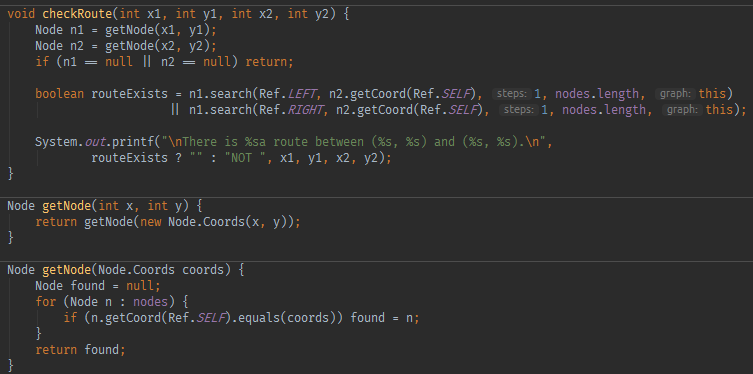 void checkRoute(int x1, int y1, int x2, int y2) {
Node n1 = getNode(x1, y1);
Node n2 = getNode(x2, y2);
if (n1 == null || n2 == null) return;
boolean routeExists = n1.search(Ref.LEFT, n2.getCoord(Ref.SELF), steps: 1, nodes.length, graph: this)
|| n1.search(Ref.RIGHT, n2.getCoord(Ref.SELF), steps: 1, nodes.length, graph: this);
System.out.printf("\nThere is %sa route between (%s, %s) and (%s, %s).\n",
routeExists ? "" : "NOT ", x1, y1, x2, y2);
}
Node getNode(int x, int y) {
return getNode(new Node.Coords(x, y));
}
Node getNode(Node.Coords coords) {
Node found = null;
for (Node n : nodes) {
if (n.getCoord(Ref.SELF).equals(coords)) found = n;
}
return found;
}